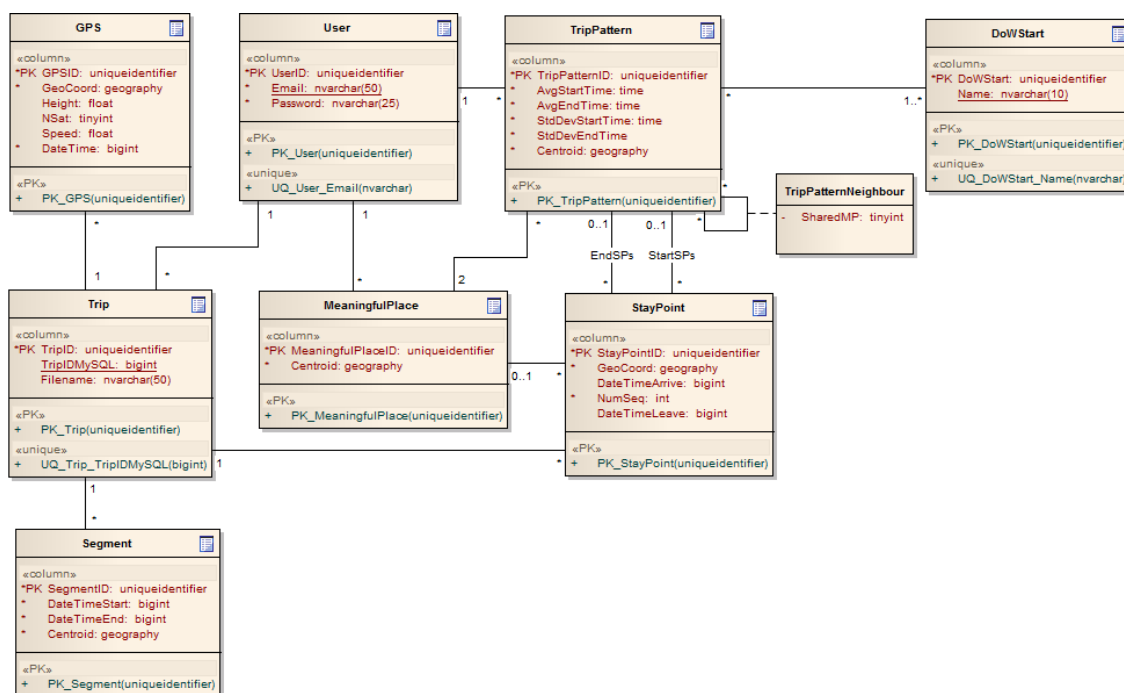 GPS
«column»
*PK GPSID: uniqueidentifier
* GeoCoord: geography
Height: float
NSat: tinyint
Speed: float
* DateTime: bigint
«PK»
+ PK_GPS(uniqueidentifier)
User
«column»
*PK UserID: uniqueidentifier
* Email: nvarchar(50)
* Password: nvarchar(25)
«PK»
+ PK_User(uniqueidentifier)
«unique»
+ UQ_User_Email(nvarchar)
TripPattern
«column»
*PK TripPatternID: uniqueidentifier
* AvgStartTime: time
* AvgEndTime: time
* StdDevStartTime: time
* StdDevEndTime
* Centroid: geography
«PK»
+ PK_TripPattern(uniqueidentifier)
DoWStart
«column»
*PK DoWStart: uniqueidentifier
Name: nvarchar(10)
«PK»
+ PK_DoWStart(uniqueidentifier)
«unique»
+ UQ_DoWStart_Name(nvarchar)
1
*
*
1..*
TripPatternNeighbour
- SharedMP: tinyint
*
*
*
1
1
*
1
*
*
2
0..1
0..1
EndSPs
StartSPs
*
*
Trip
«column»
*PK TripID: uniqueidentifier
TripIDMySQL: bigint
Filename: nvarchar(50)
«PK»
+ PK_Trip(uniqueidentifier)
«unique»
+ UQ_Trip_TripIDMySQL(bigint)
MeaningfulPlace
«column»
*PK MeaningfulPlaceID: uniqueidentifier
* Centroid: geography
«PK»
+ PK_MeaningfulPlace(uniqueidentifier)
StayPoint
«column»
*PK StayPointID: uniqueidentifier
* GeoCoord: geography
DateTimeArrive: bigint
* NumSeq: int
DateTimeLeave: bigint
«PK»
+ PK_StayPoint(uniqueidentifier)
0..1
*
1
*
1
*
Segment
«column»
*PK SegmentID: uniqueidentifier
* DateTimeStart: bigint
* DateTimeEnd: bigint
* Centroid: geography
«PK»
+ PK_Segment(uniqueidentifier)